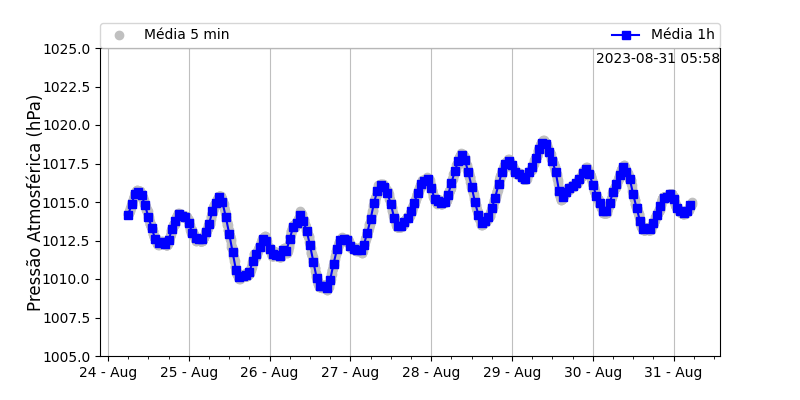 Média 5 min
Média 1h
2023-08-31 05:58
Pressão Atmosférica (hPa)
1025.0
1022.5
1020.0
1017.5
1015.0
1012.5
1010.0
1007.5
1005.0
24 - Aug
25 - Aug
26 - Aug
27 - Aug
28 - Aug
29 - Aug
30 - Aug
31 - Aug